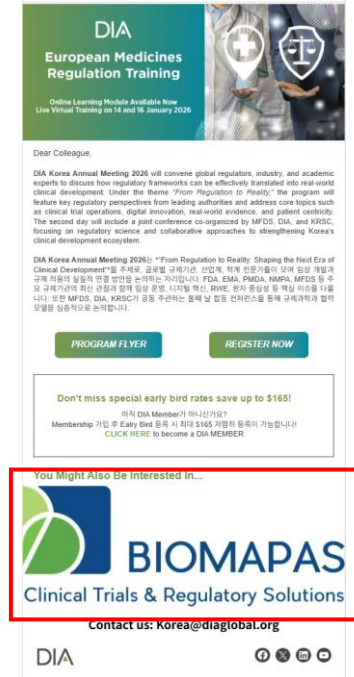 DIA
European Medicines
Regulation Training
Online Learning Module Available Now
Live Virtual Training on 14 and 16 January 2026
Dear Colleague,
DIA Korea Annual Meeting 2026 will convene global regulators, industry, and academic
experts to discuss how regulatory frameworks can be effectively translated into real-world
clinical development. Under the theme "From Regulation to Reality," the program will
feature key regulatory perspectives from leading authorities and address core topics such
as clinical trial operations, digital innovation, real-world evidence, and patient centricity.
The second day will include a joint conference co-organized by MFDS, DIA, and KRSC,
focusing on regulatory science and collaborative approaches to strengthening Korea's
clinical development ecosystem.
DIA Korea Annual Meeting 2026는 *"From Regulation to Reality: Shaping the Next Era of
Clinical Development"*를 주제로, 글로벌 규제기관, 산업계, 학계 전문가들이 모여 임상 개발과
규제 적용의 실질적 연결 방안을 논의하는 자리입니다. FDA, EMA, PMDA, NMPA, MFDS 등 주
요 규제기관의 최신 관점과 함께 임상 운영, 디지털 혁신, RWE, 환자 중심성 등 핵심 이슈를 다룹
니다. 또한 MFDS, DIA, KRSC가 공동 주관하는 둘째 날 합동 컨퍼런스를 통해 규제과학과 협력
모델을 심층적으로 논의합니다.
PROGRAM FLYER
REGISTER NOW
Don't miss special early bird rates save up to $165!
아직 DIA Member가 아니신가요?
Membership 가입 후 Ealry Bird 등록 시 최대 $165 저렴히 등록이 가능합니다!
CLICK HERE to become a DIA MEMBER
You Might Also Be Interested In...
BIOMAPAS
Clinical Trials & Regulatory Solutions
Contact us: Korea@diaglobal.org
DIA